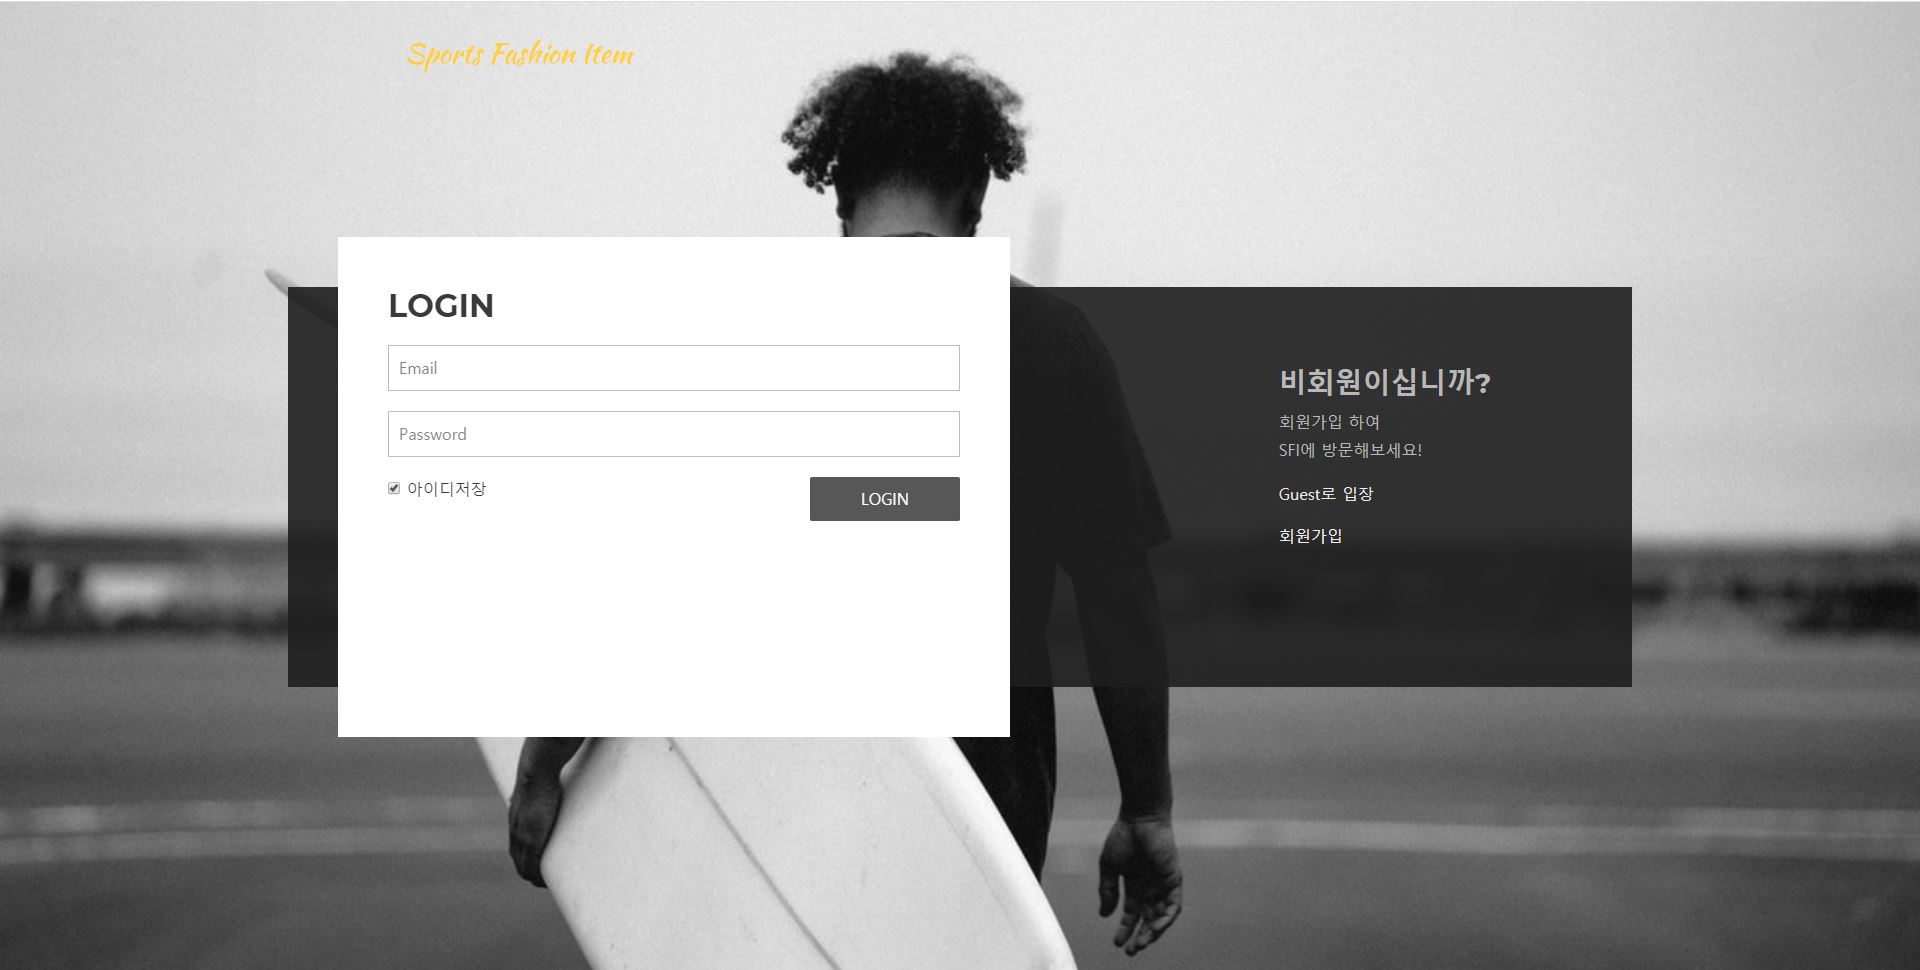 Sports Fashion Item
LOGIN
Email
Password
아이디저장
LOGIN
비회원이십니까?
회원가입 하여
SFI에 방문해보세요!
Guest로 입장
회원가입